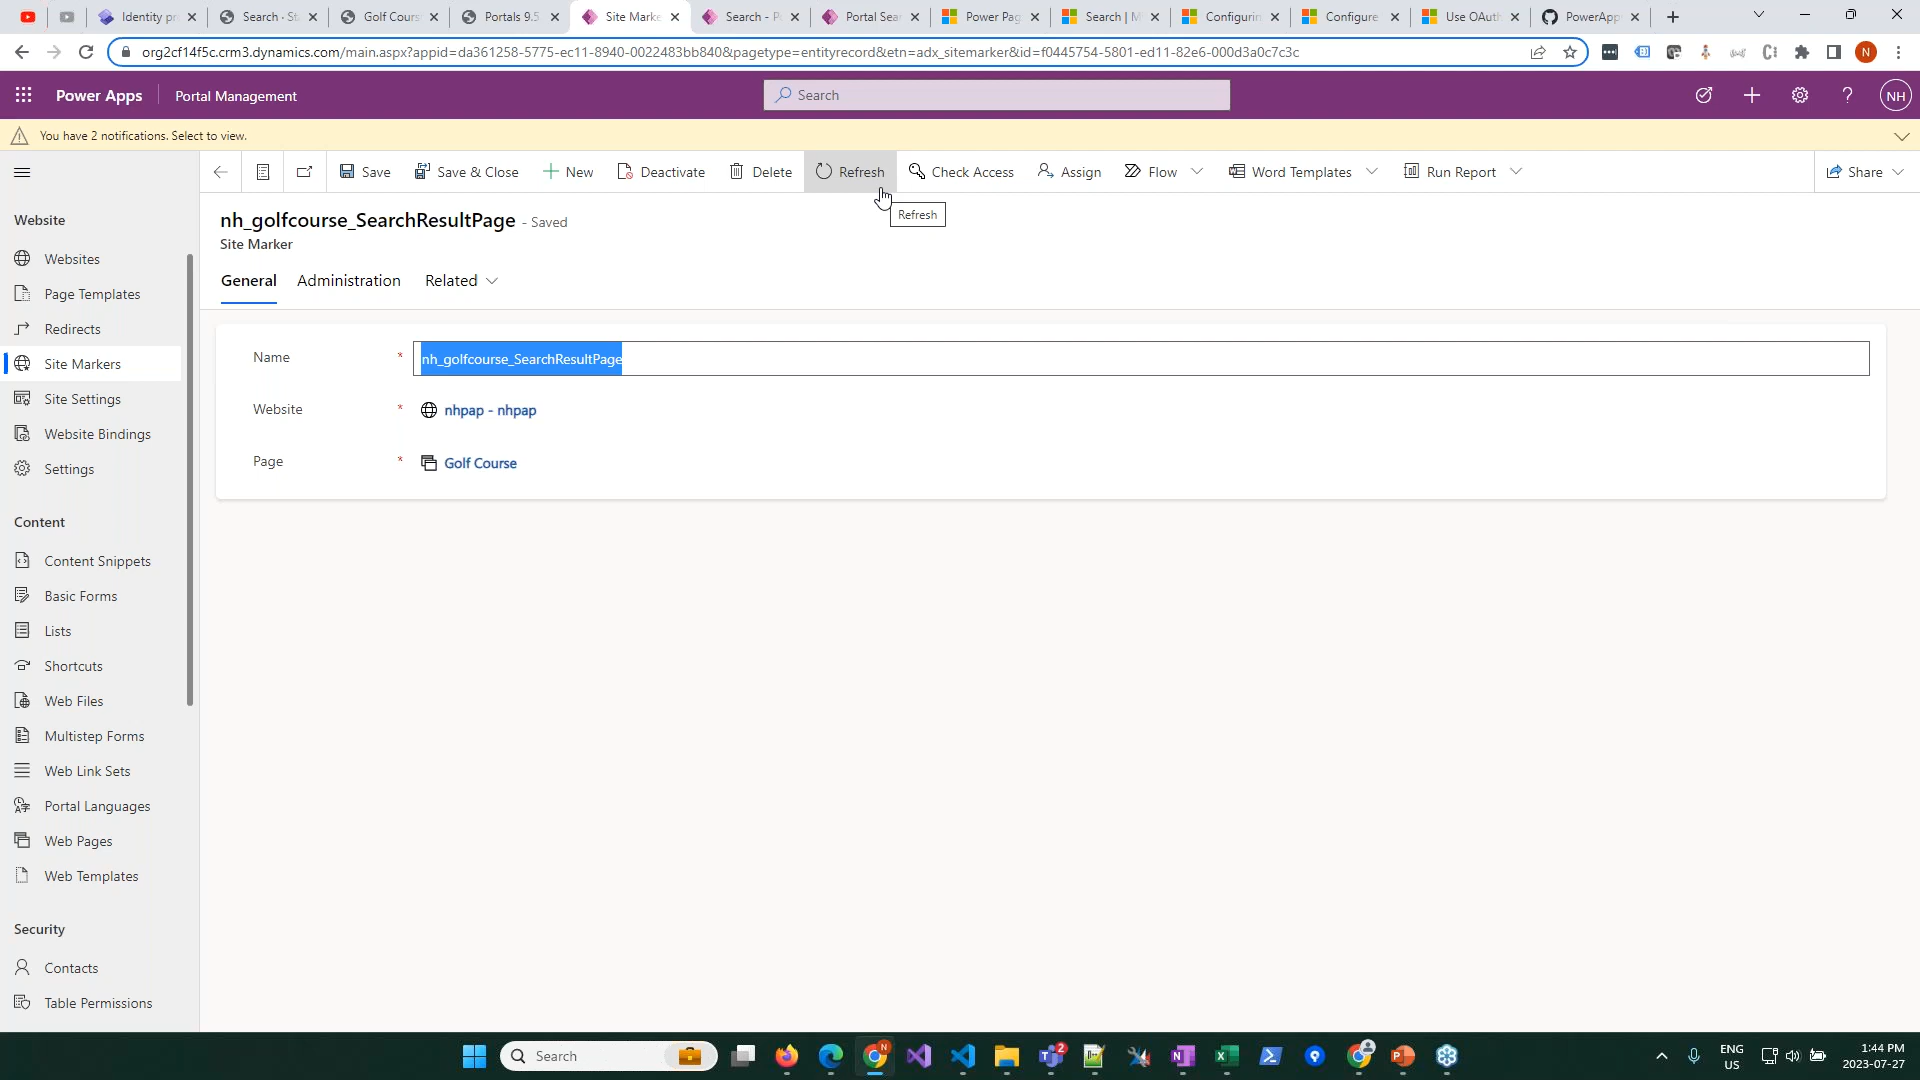 Identity pr
Search · St
Golf Cours
Portals 9.5
Site Marke
Search - P
Portal Sear
Power Pag
Search | M
Configurin
Configure
Use OAuth
PowerApp
org2cf14f5c.crm3.dynamics.com/main.aspx?appid=da361258-5775-ec11-8940-0022483bb840&pagetype=entityrecord&etn=adx_sitemarker&id=f0445754-5801-ed11-82e6-000d3a0c7c3c
N
Power Apps
Portal Management
Search
NH
You have 2 notifications. Select to view.
Save
Save & Close
New
Deactivate
Delete
Refresh
Check Access
Assign
Flow
Word Templates
Run Report
Share
Refresh
nh_golfcourse_SearchResultPage - Saved
Site Marker
General
Administration
Related
Name *
nh_golfcourse_SearchResultPage
Website *
nhpap - nhpap
Page *
Golf Course
Website
Websites
Page Templates
Redirects
Site Markers
Site Settings
Website Bindings
Settings
Content
Content Snippets
Basic Forms
Lists
Shortcuts
Web Files
Multistep Forms
Web Link Sets
Portal Languages
Web Pages
Web Templates
Security
Contacts
Table Permissions
Search
N
2
ENG
US
1:44 PM
2023-07-27